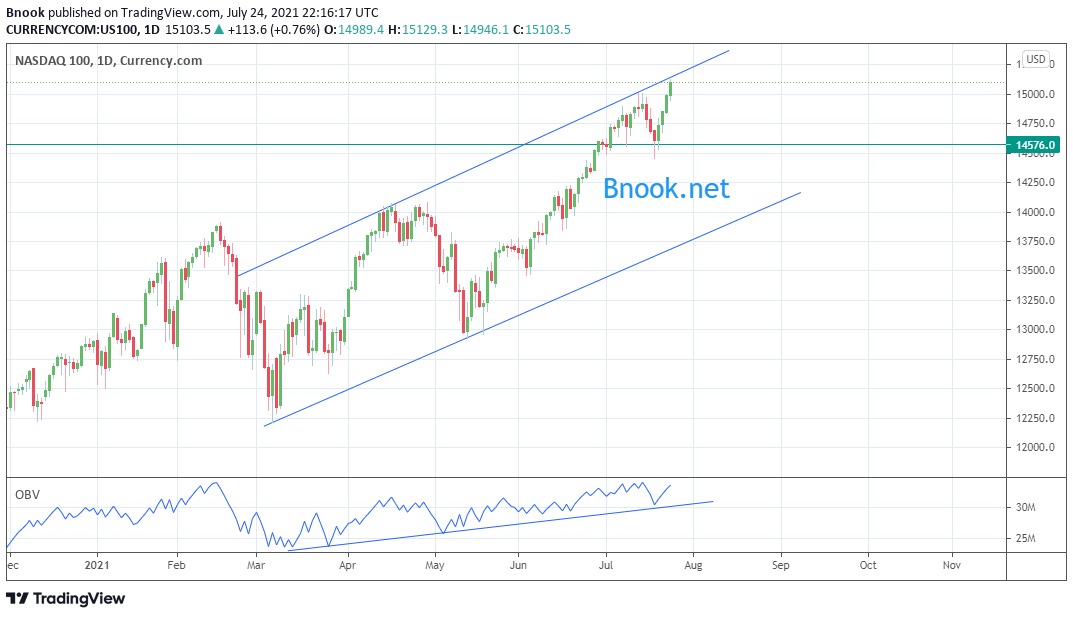 Bnook published on TradingView.com, July 24, 2021 22:16:17 UTC
CURRENCYCOM:US100, 1D 15103.5 ▲ +113.6 (+0.76%) O:14989.4 H:15129.3 L:14946.1 C:15103.5
NASDAQ 100, 1D, Currency.com
USD
15000.0
14750.0
14576.0
14500.0
14250.0
Bnook.net
14000.0
13750.0
13500.0
13250.0
13000.0
12750.0
12500.0
12250.0
12000.0
OBV
30M
25M
ec 2021 Feb Mar Apr May Jun Jul Aug Sep Oct Nov
TradingView